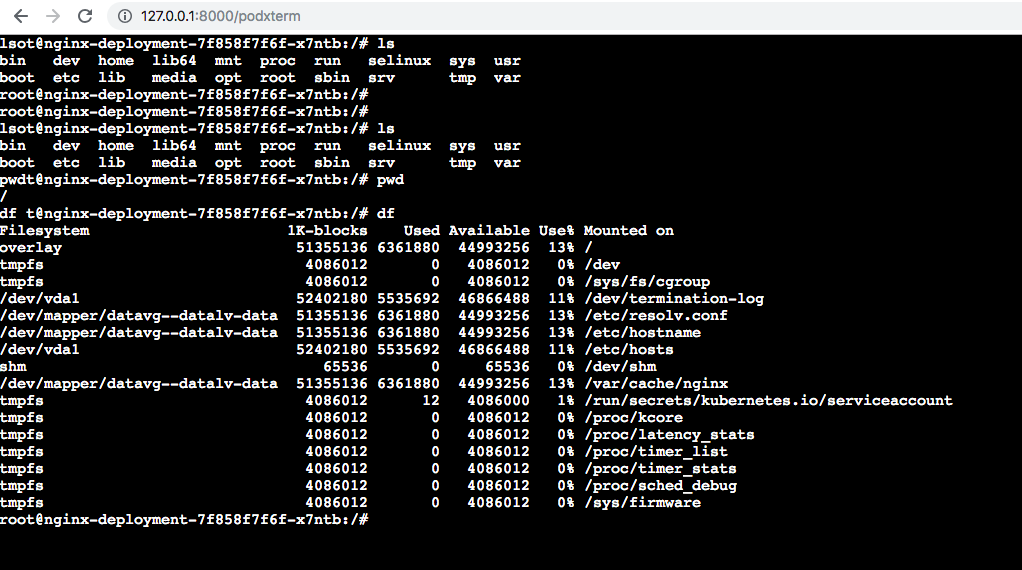 127.0.0.1:8000/podxterm
lsot@nginx-deployment-7f858f7f6f-x7ntb:/# ls
bin   dev  home  lib64  mnt  proc  run   selinux  sys  usr
boot  etc  lib   media  opt  root  sbin  srv      tmp  var
root@nginx-deployment-7f858f7f6f-x7ntb:/#
root@nginx-deployment-7f858f7f6f-x7ntb:/#
lsot@nginx-deployment-7f858f7f6f-x7ntb:/# ls
bin   dev  home  lib64  mnt  proc  run   selinux  sys  usr
boot  etc  lib   media  opt  root  sbin  srv      tmp  var
pwdt@nginx-deployment-7f858f7f6f-x7ntb:/# pwd
/
df t@nginx-deployment-7f858f7f6f-x7ntb:/# df
Filesystem                      1K-blocks    Used Available Use% Mounted on
overlay                          51355136 6361880  44993256  13% /
tmpfs                             4086012       0   4086012   0% /dev
tmpfs                             4086012       0   4086012   0% /sys/fs/cgroup
/dev/vda1                        52402180 5535692  46866488  11% /dev/termination-log
/dev/mapper/datavg--datalv-data  51355136 6361880  44993256  13% /etc/resolv.conf
/dev/mapper/datavg--datalv-data  51355136 6361880  44993256  13% /etc/hostname
/dev/vda1                        52402180 5535692  46866488  11% /etc/hosts
shm                                 65536       0     65536   0% /dev/shm
/dev/mapper/datavg--datalv-data  51355136 6361880  44993256  13% /var/cache/nginx
tmpfs                             4086012      12   4086000   1% /run/secrets/kubernetes.io/serviceaccount
tmpfs                             4086012       0   4086012   0% /proc/kcore
tmpfs                             4086012       0   4086012   0% /proc/latency_stats
tmpfs                             4086012       0   4086012   0% /proc/timer_list
tmpfs                             4086012       0   4086012   0% /proc/timer_stats
tmpfs                             4086012       0   4086012   0% /proc/sched_debug
tmpfs                             4086012       0   4086012   0% /sys/firmware
root@nginx-deployment-7f858f7f6f-x7ntb:/#